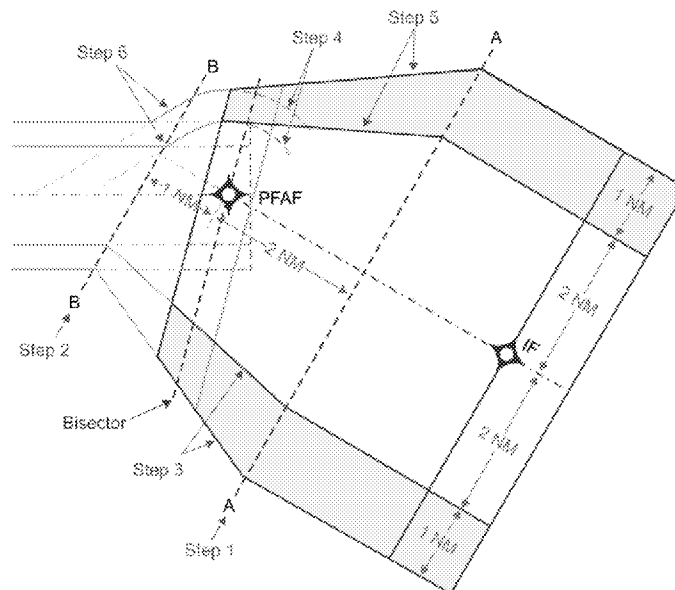 A
Step 5
Step 4
Step 6
B
1 NM
PFAF
1 NM
2 NM
2 NM
IF
B
Step 2
Bisector
2 NM
Step 3
A
1 NM
Step 1